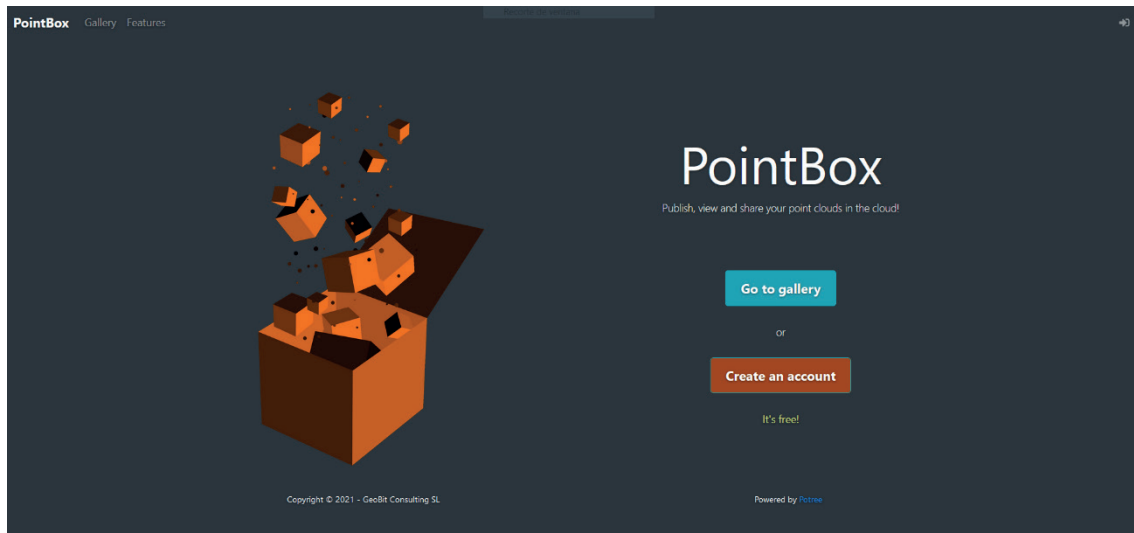 PointBox Gallery Features
PointBox
Publish, view and share your point clouds in the cloud!
Go to gallery
or
Create an account
It's free!
Copyright © 2021 - GeoBit Consulting SL
Powered by Potree